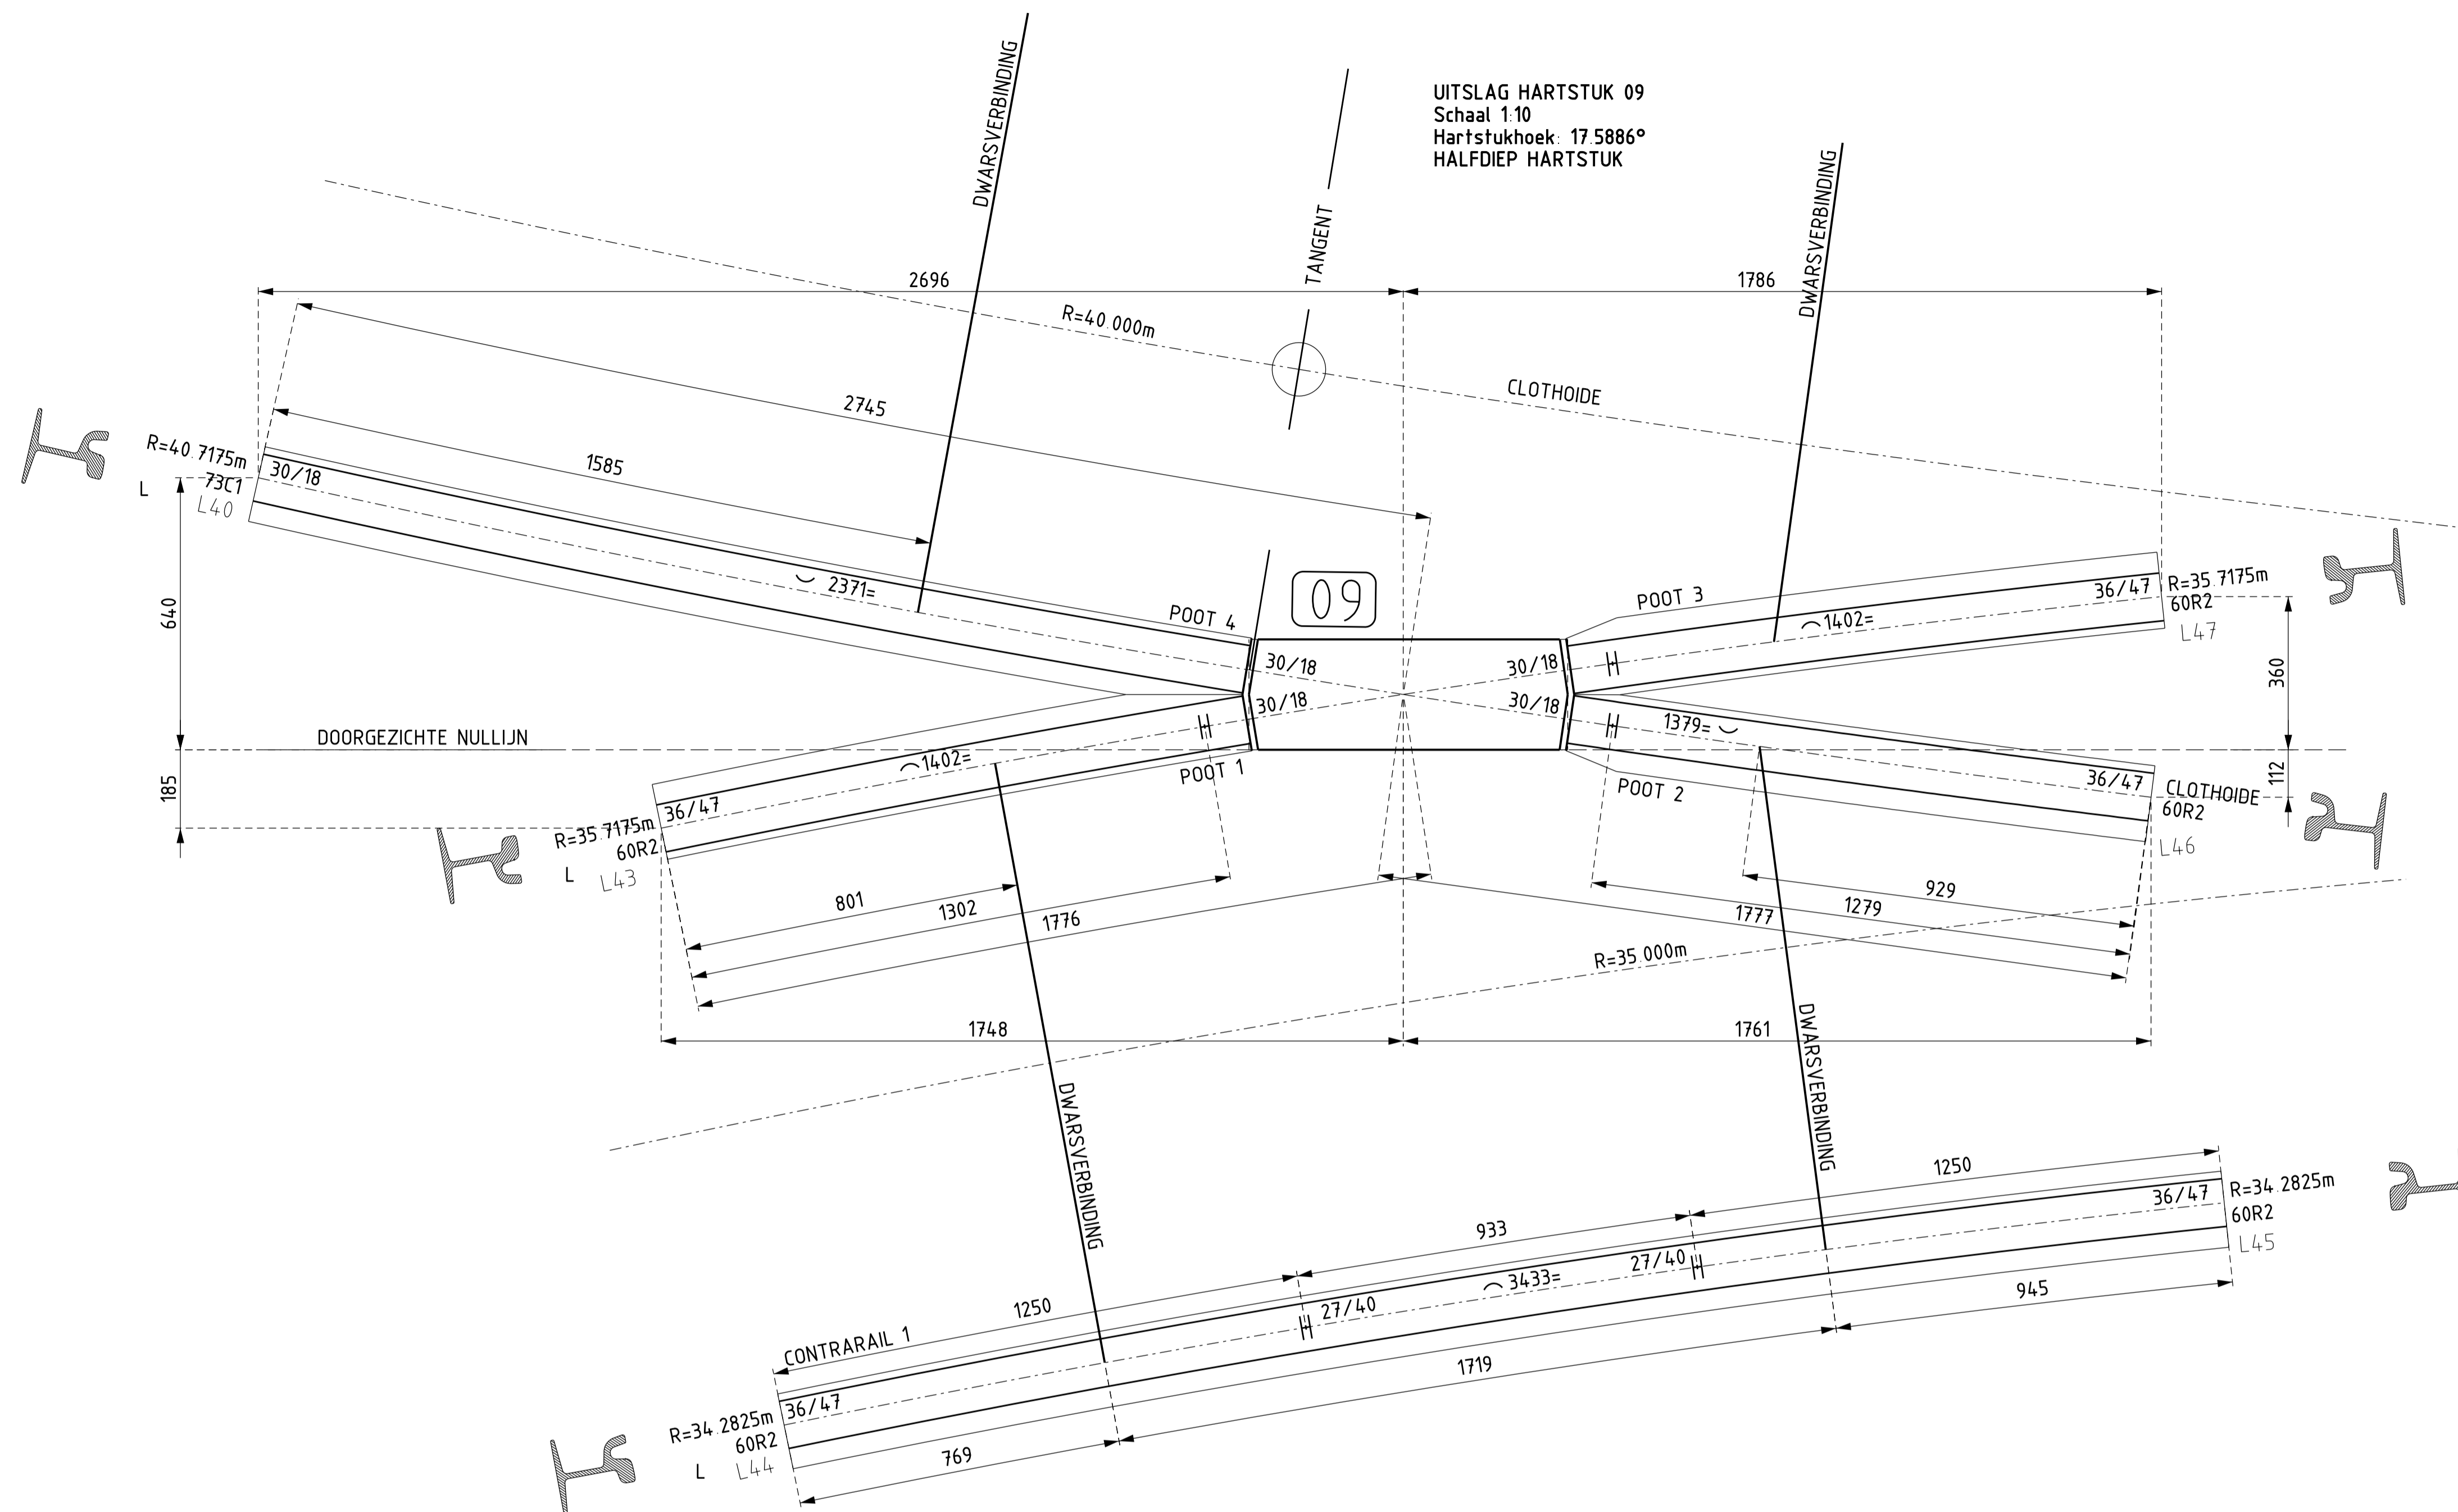 UITSLAG HARTSTUK 09
Schaal 1:10
Hartstukhoek: 17.5886°
HALFDIEP HARTSTUK
DWARSVERBINDING
TANGENT
DWARSVERBINDING
2696
1786
R=40.000m
CLOTHOIDE
2745
1585
R=40.7175m
73C1
L
L40
30/18
640
2371=
POOT 4
09
POOT 3
1402=
36/47
R=35.7175m
60R2
L47
360
30/18
30/18
30/18
30/18
DOORGEZICHTE NULLIJN
185
1402=
POOT 1
1379=
POOT 2
36/47
CLOTHOIDE
60R2
112
L46
36/47
R=35.7175m
60R2
L
L43
801
1302
1776
929
1279
1777
R=35.000m
1748
1761
DWARSVERBINDING
DWARSVERBINDING
1250
933
1250
36/47
R=34.2825m
60R2
L45
27/40
3433=
27/40
945
CONTRARAIL 1
1719
36/47
R=34.2825m
60R2
L
L44
769